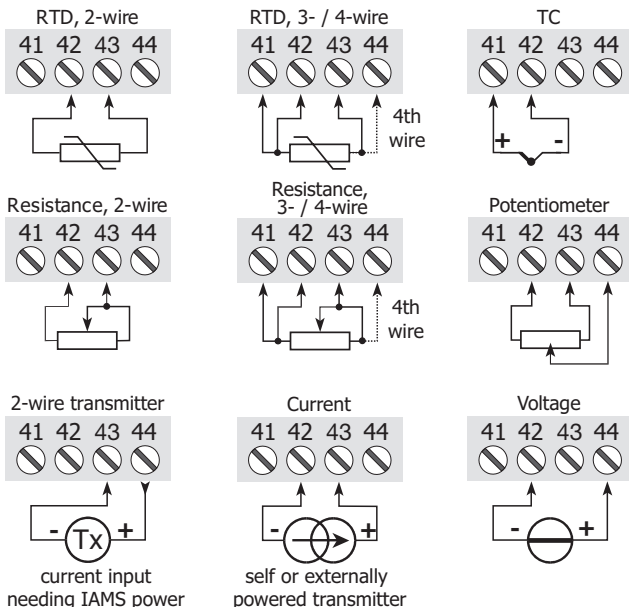 RTD, 2-wire
41 42 43 44
RTD, 3- / 4-wire
41 42 43 44
4th
wire
TC
41 42 43 44
+ -
Resistance, 2-wire
41 42 43 44
Resistance,
3- / 4-wire
41 42 43 44
4th
wire
Potentiometer
41 42 43 44
2-wire transmitter
41 42 43 44
- Tx +
current input
needing IAMS power
Current
41 42 43 44
- +
self or externally
powered transmitter
Voltage
41 42 43 44
- +